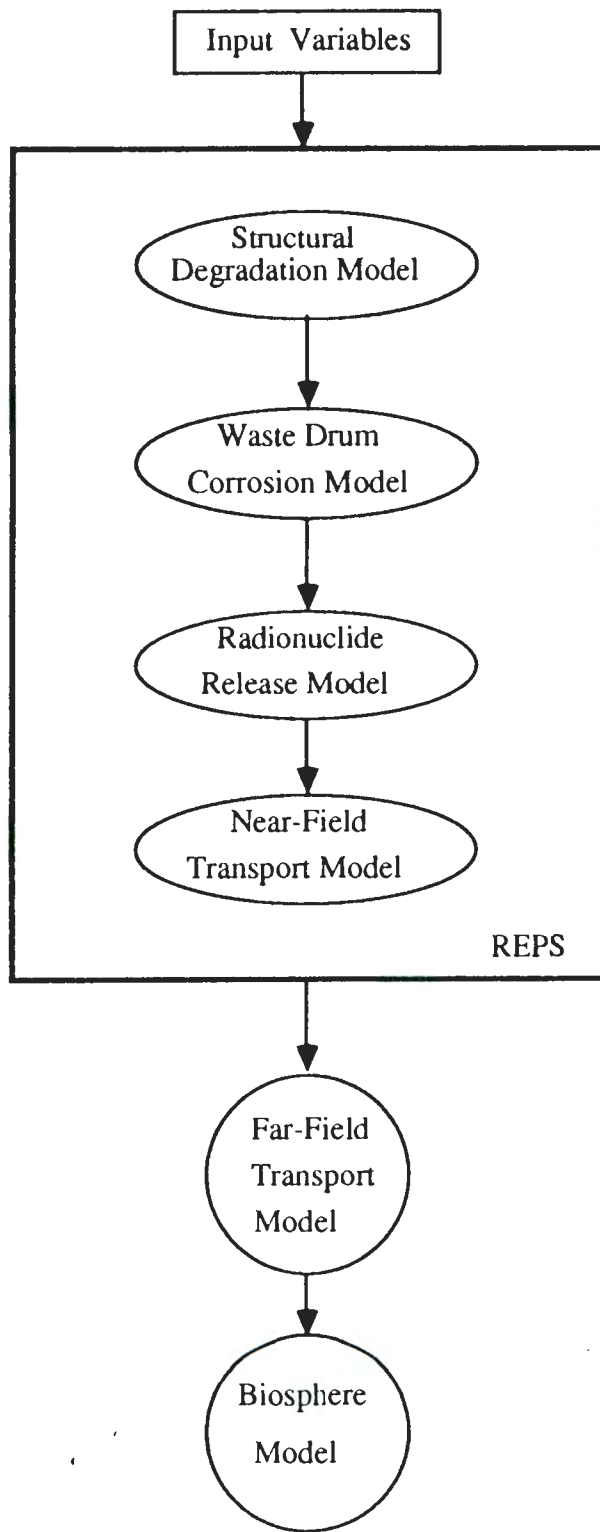 Input Variables
Structural
Degradation Model
Waste Drum
Corrosion Model
Radionuclide
Release Model
Near-Field
Transport Model
REPS
Far-Field
Transport
Model
Biosphere
Model